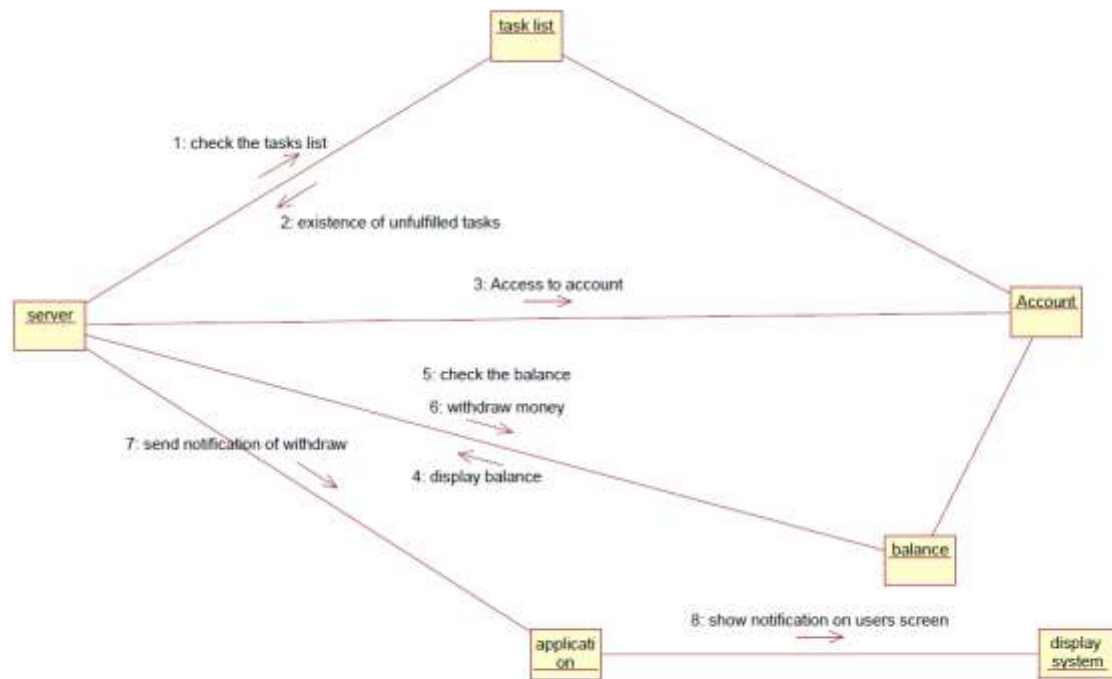 task list
1: check the tasks list
2: existence of unfulfilled tasks
3: Access to account
server
Account
5: check the balance
6: withdraw money
7: send notification of withdraw
4: display balance
balance
8: show notification on users screen
applicati
on
display
system